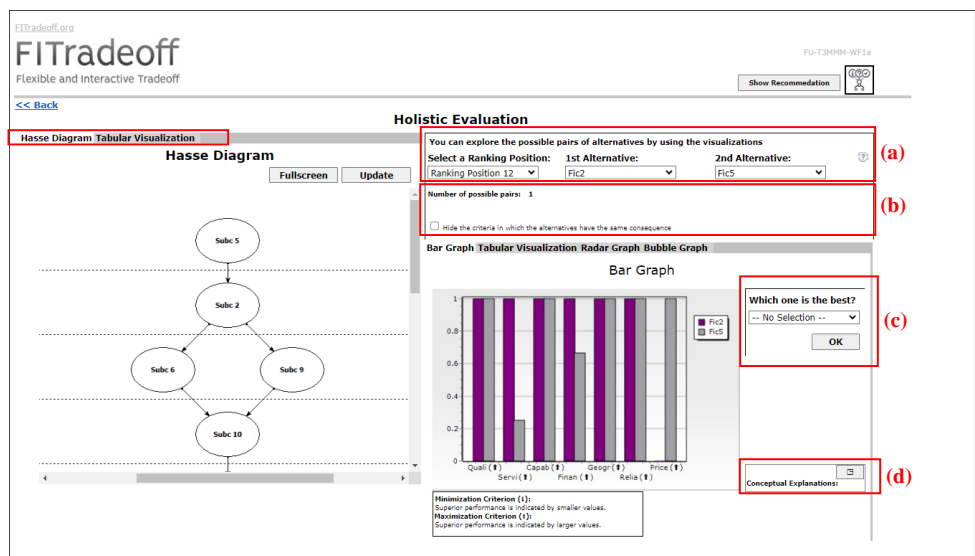 FITradeoff.org
FITradeoff
Flexible and Interactive Tradeoff
FU-T3MMM-WF1a
Show Recommedation
<< Back
Holistic Evaluation
Hasse Diagram Tabular Visualization
Hasse Diagram
Fullscreen Update
Subc 5
Subc 2
Subc 6 Subc 9
Subc 10
You can explore the possible pairs of alternatives by using the visualizations
Select a Ranking Position: 1st Alternative: 2nd Alternative:
Ranking Position 12 Fic2 Fic5
(a)
Number of possible pairs: 1
(b)
Hide the criteria in which the alternatives have the same consequence
Bar Graph Tabular Visualization Radar Graph Bubble Graph
Bar Graph
1
0.8
0.6
0.4
0.2
0
Fic2
Fic5
Quali (⬆) Capab (⬆) Geogr (⬆) Price (⬆)
Servi (⬆) Finan (⬆) Relia (⬆)
Which one is the best?
-- No Selection --
OK
(c)
Conceptual Explanations:
(d)
Minimization Criterion (⬇):
Superior performance is indicated by smaller values.
Maximization Criterion (⬆):
Superior performance is indicated by larger values.